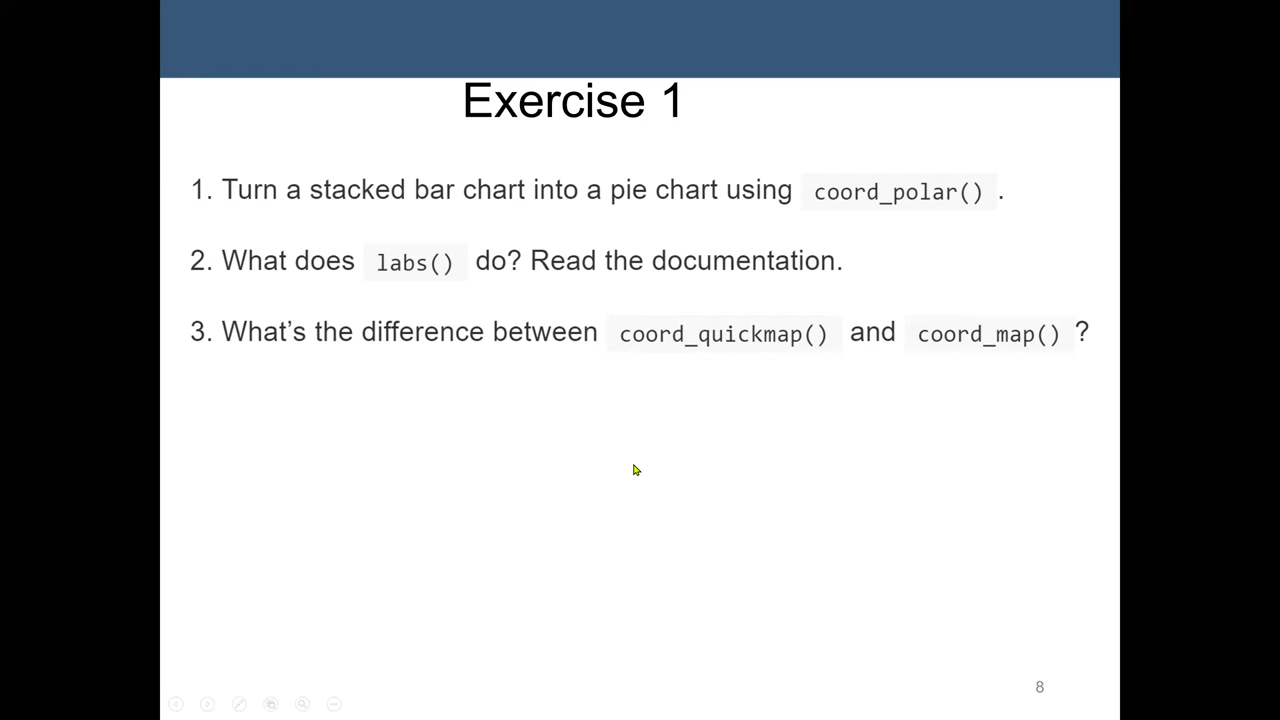 Exercise 1
1. Turn a stacked bar chart into a pie chart using coord_polar() .
2. What does labs() do? Read the documentation.
3. What’s the difference between coord_quickmap() and coord_map() ?
8